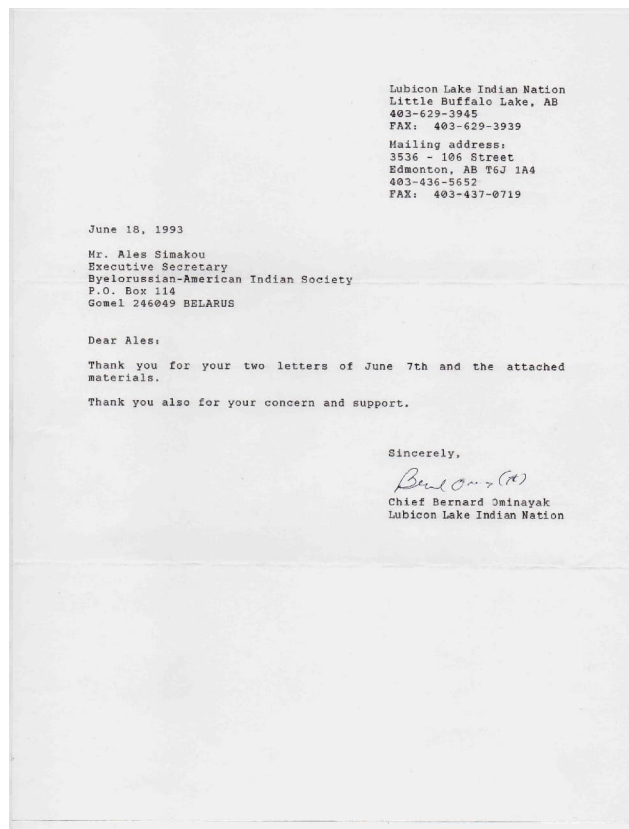 Lubicon Lake Indian Nation
Little Buffalo Lake, AB
403-629-3945
FAX: 403-629-3939
Mailing address:
3536 - 106 Street
Edmonton, AB T6J 1A4
403-436-5652
FAX: 403-437-0719
June 18, 1993
Mr. Ales Simakou
Executive Secretary
Byelorussian-American Indian Society
P.O. Box 114
Gomel 246049 BELARUS
Dear Ales:
Thank you for your two letters of June 7th and the attached
materials.
Thank you also for your concern and support.
Sincerely,
Chief Bernard Ominayak
Lubicon Lake Indian Nation